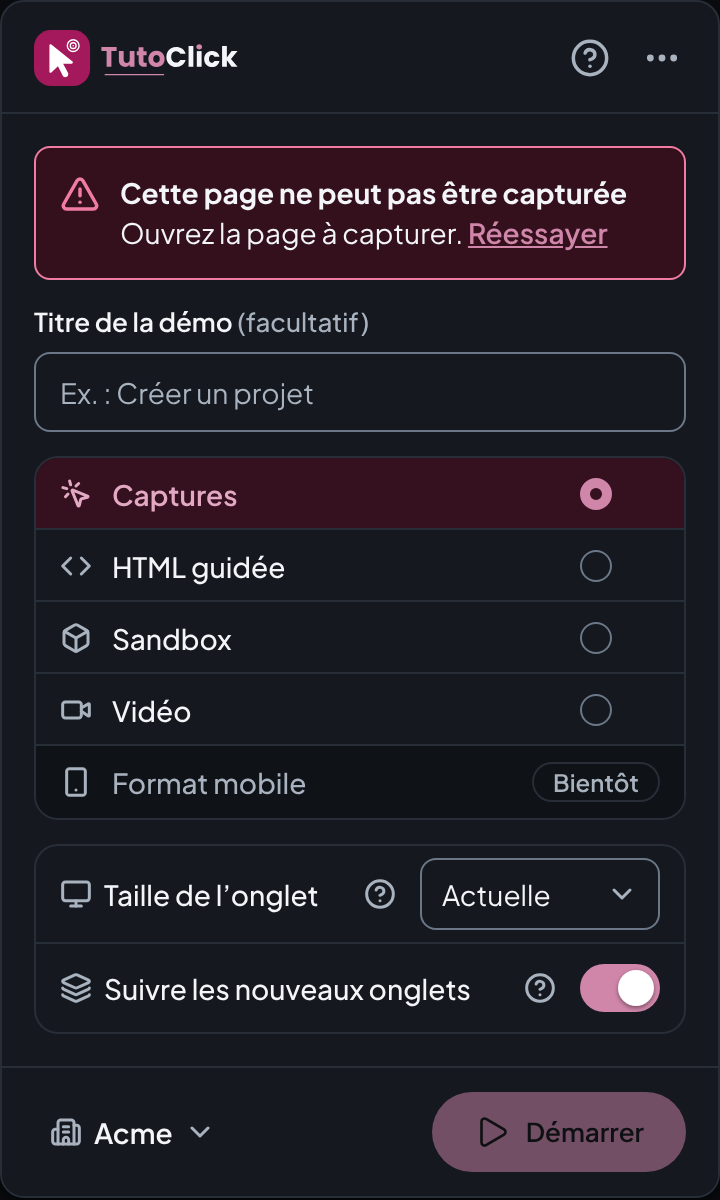 TutoClick
Cette page ne peut pas être capturée
Ouvrez la page à capturer. Réessayer
Titre de la démo (facultatif)
Ex. : Créer un projet
Captures
HTML guidée
Sandbox
Vidéo
Format mobile Bientôt
Taille de l’onglet Actuelle
Suivre les nouveaux onglets
Acme Démarrer